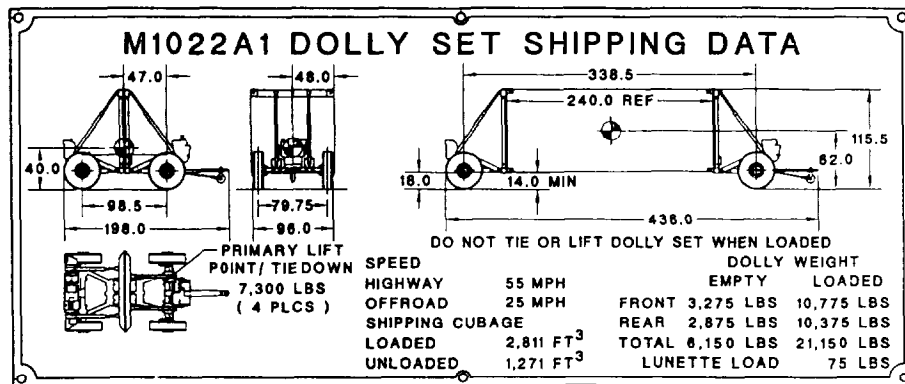 M1022A1 DOLLY SET SHIPPING DATA
47.0
48.0
338.5
240.0 REF
115.5
62.0
40.0
18.0
14.0 MIN
98.5
79.75
198.0
96.0
436.0
DO NOT TIE OR LIFT DOLLY SET WHEN LOADED
PRIMARY LIFT
POINT/ TIEDOWN
7,300 LBS
( 4 PLCS )
SPEED
HIGHWAY 55 MPH
OFFROAD 25 MPH
SHIPPING CUBAGE
LOADED 2,811 FT³
UNLOADED 1,271 FT³
DOLLY WEIGHT
EMPTY LOADED
FRONT 3,275 LBS 10,775 LBS
REAR 2,875 LBS 10,375 LBS
TOTAL 6,150 LBS 21,150 LBS
LUNETTE LOAD 75 LBS